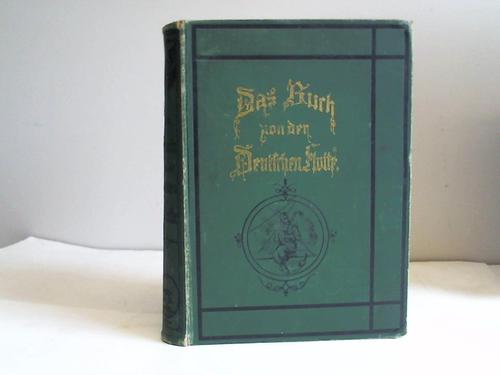 Das Buch
von der
Deutschen Flotte.